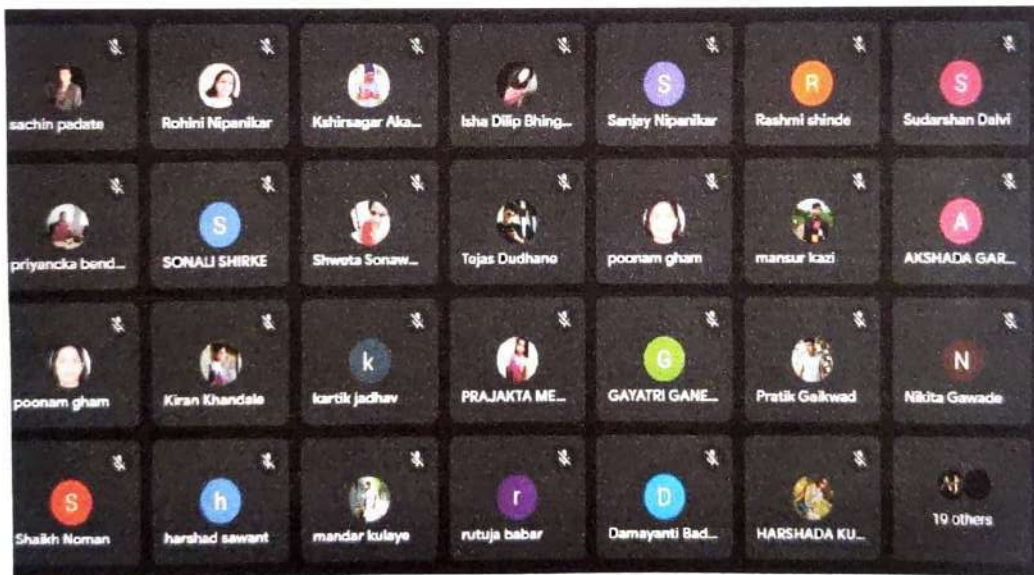 sachin padate
Rohini Nipanikar
Kshirsagar Aka...
Isha Dilip Bhing...
S
Sanjay Nipanikar
R
Rashmi shinde
S
Sudarshan Dalvi
priyancka bend...
S
SONALI SHIRKE
Shweta Sonaw...
Tejas Dudhane
poonam gham
mansur kazi
A
AKSHADA GAR...
poonam gham
Kiran Khandale
k
kartik jadhav
PRAJAKTA ME...
G
GAYATRI GANE...
Pratik Gaikwad
N
Nikita Gawade
S
Shaikh Noman
h
harshad sawant
mandar kulaye
r
rutuja babar
D
Damayanti Bad...
HARSHADA KU...
19 others